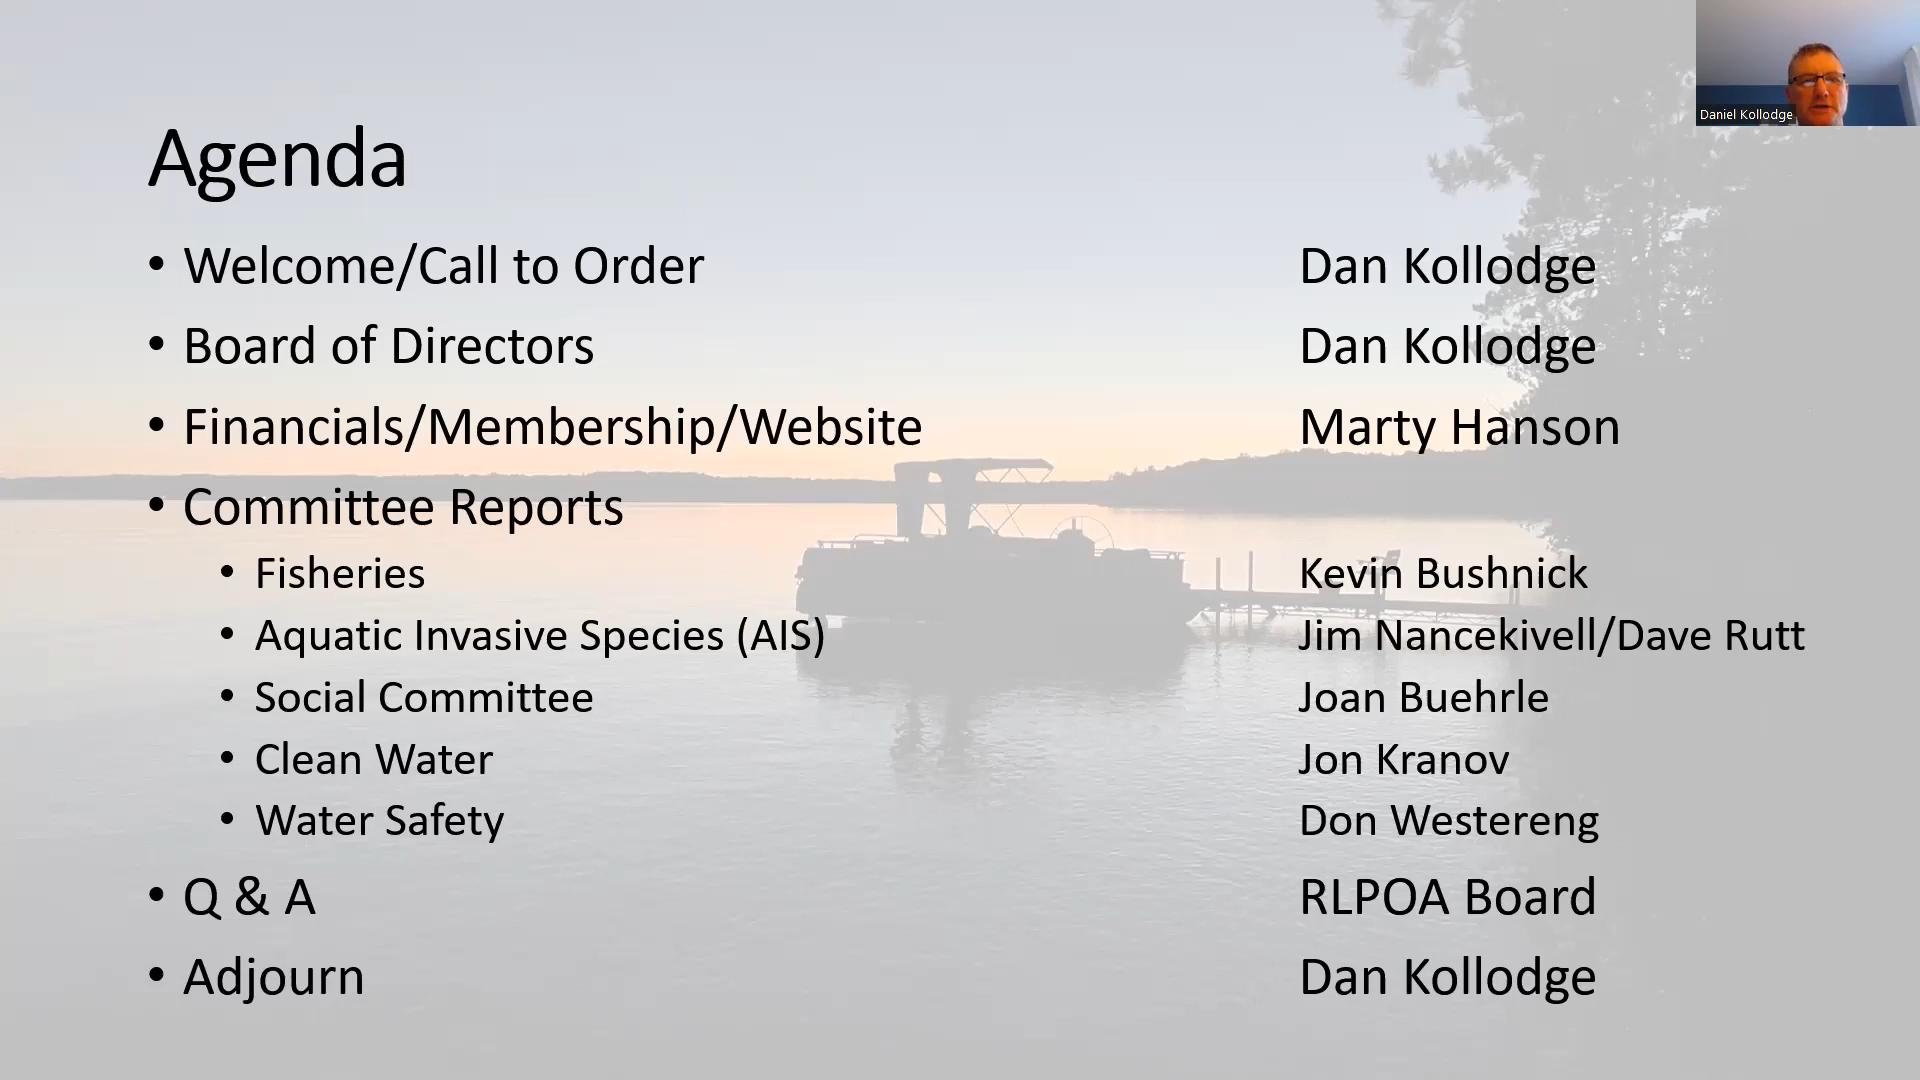 Daniel Kollodge
Agenda
• Welcome/Call to Order Dan Kollodge
• Board of Directors Dan Kollodge
• Financials/Membership/Website Marty Hanson
• Committee Reports
• Fisheries Kevin Bushnick
• Aquatic Invasive Species (AIS) Jim Nancekivell/Dave Rutt
• Social Committee Joan Buehrle
• Clean Water Jon Kranov
• Water Safety Don Westereng
• Q & A RLPOA Board
• Adjourn Dan Kollodge